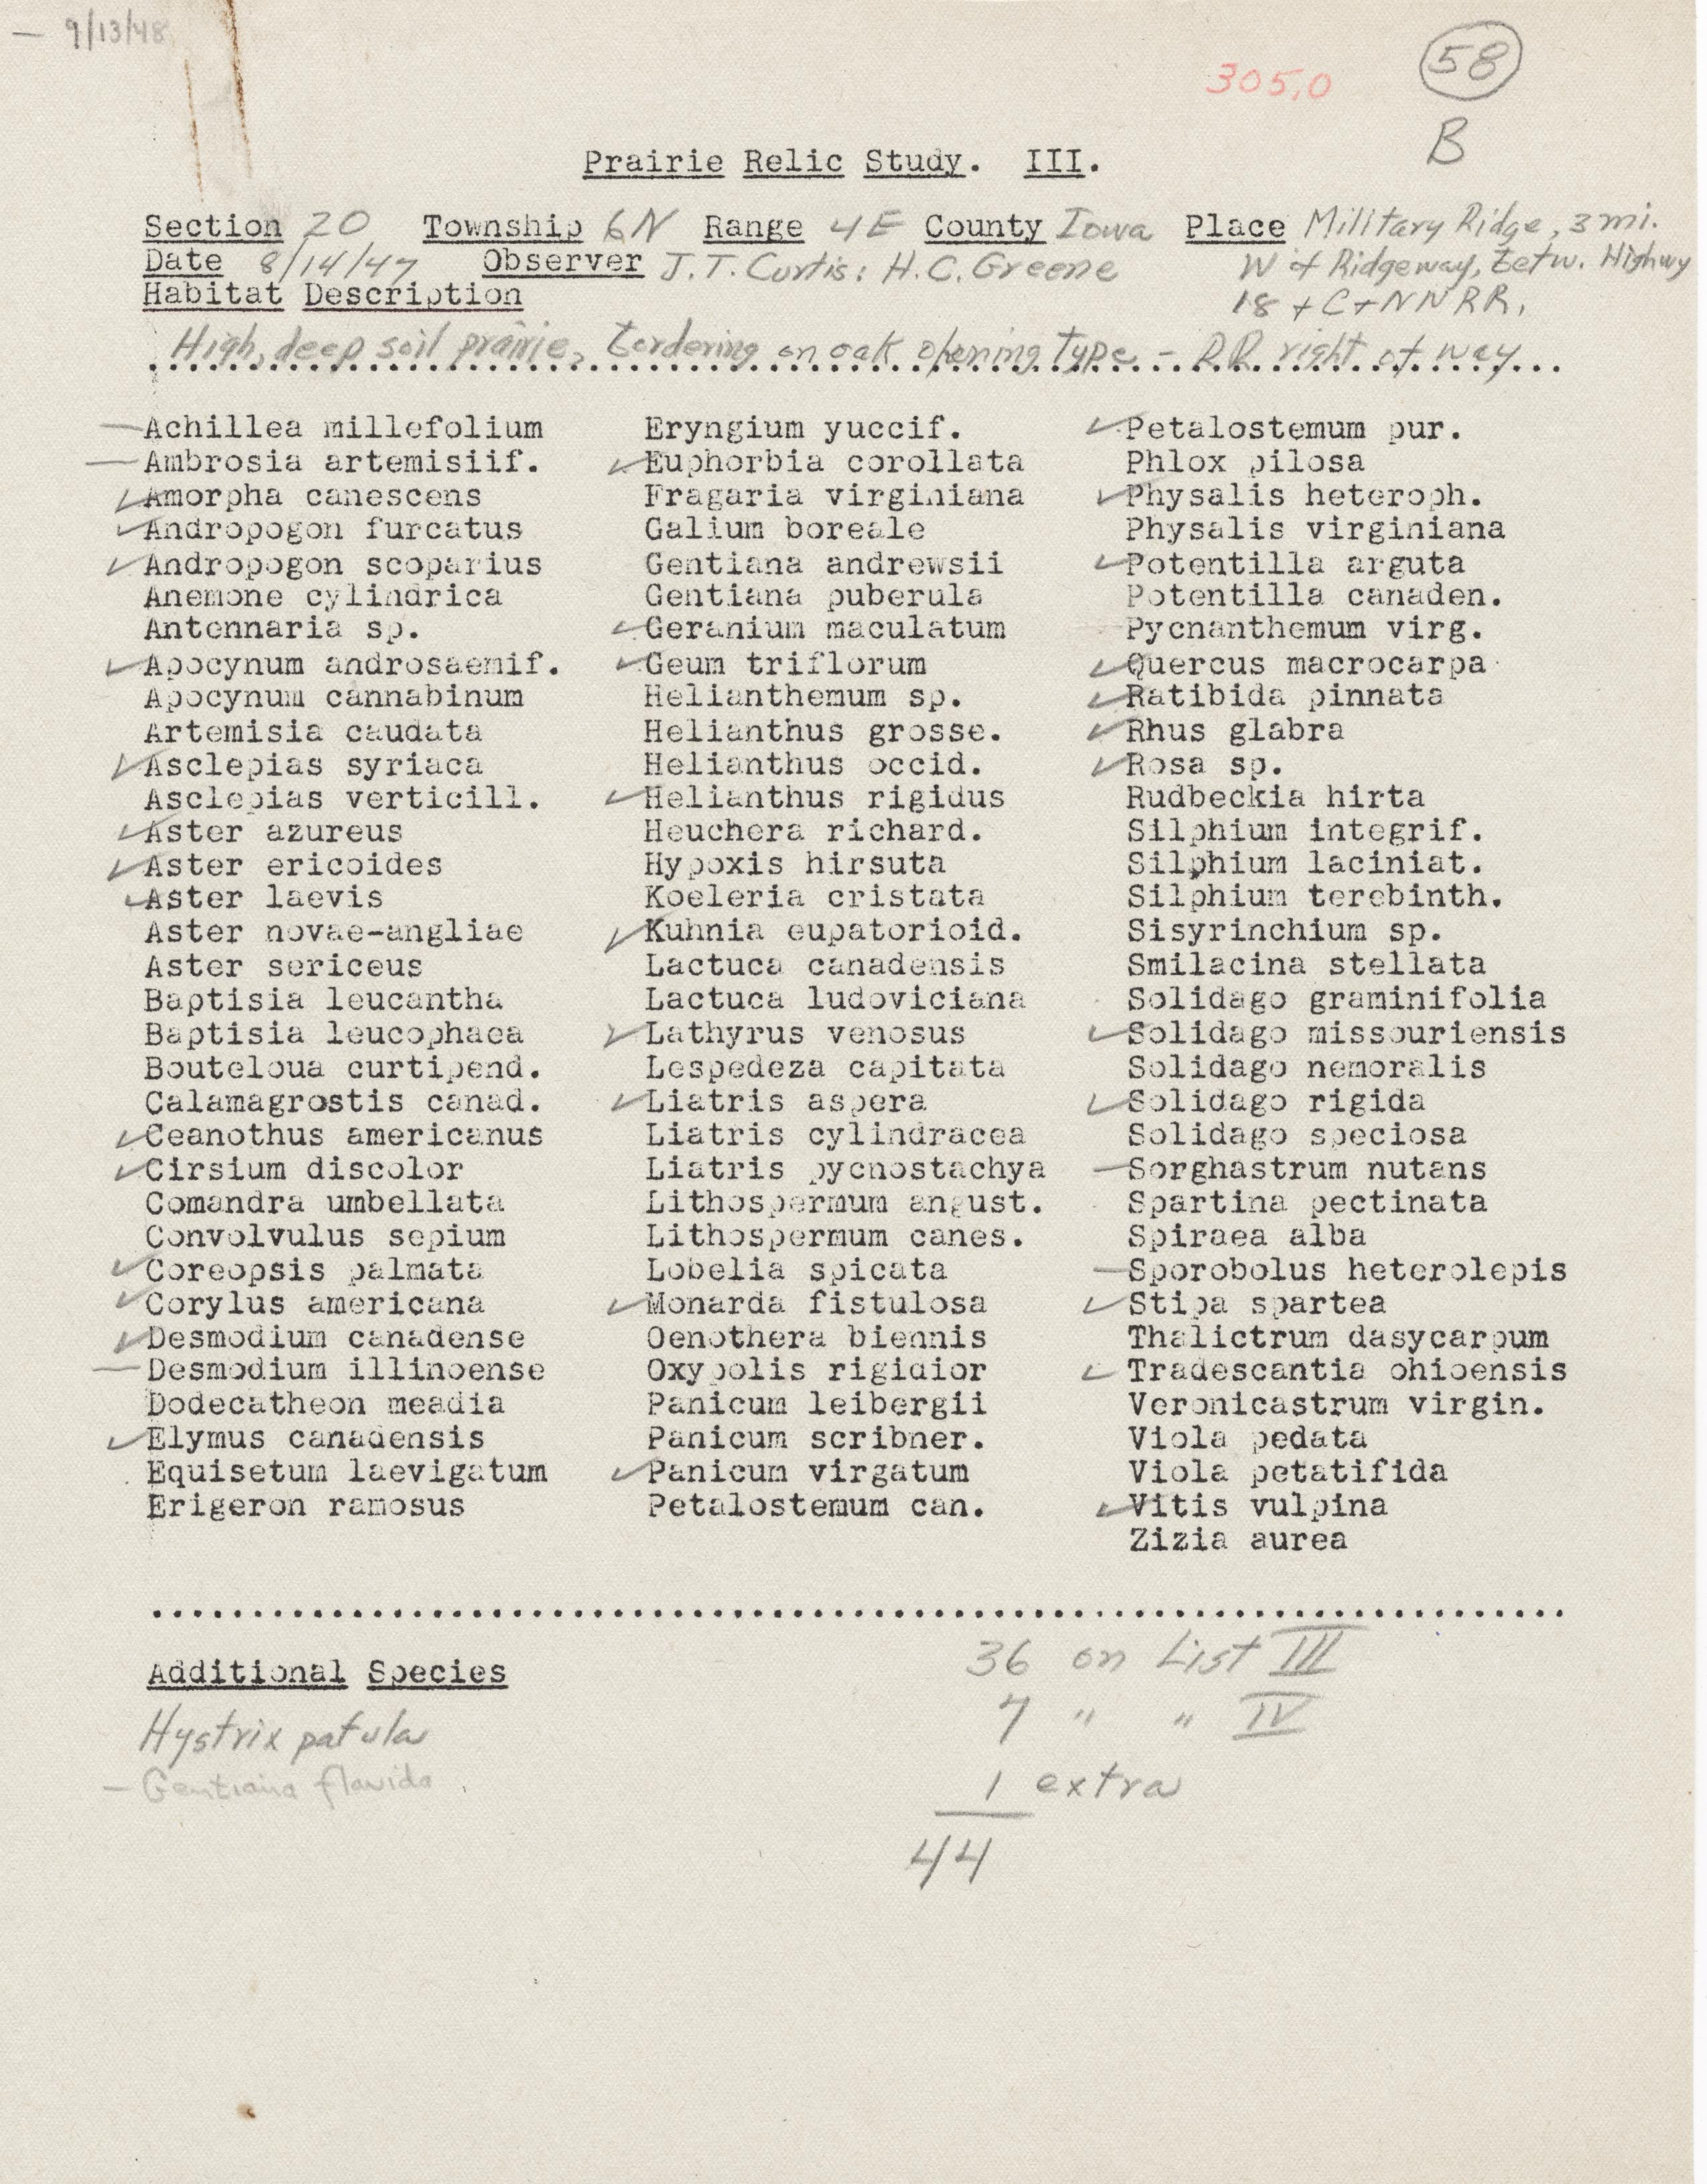 — 9/13/48
305,0
58
B
Prairie Relic Study. III.
Section 20 Township 6N Range 4E County Iowa Place Military Ridge, 3 mi.
Date 8/14/47 Observer J.T. Curtis: H.C. Greene W of Ridgeway, betw. Highwy
Habitat Description 18 + C+NN RR.
High, deep soil prairie, bordering on oak opening type - R.R. right of way
— Achillea millefolium
— Ambrosia artemisiif.
✓ Amorpha canescens
✓ Andropogon furcatus
✓ Andropogon scoparius
Anemone cylindrica
Antennaria sp.
✓ Apocynum androsaemif.
Apocynum cannabinum
Artemisia caudata
✓ Asclepias syriaca
Asclepias verticill.
✓ Aster azureus
✓ Aster ericoides
✓ Aster laevis
Aster novae-angliae
Aster sericeus
Baptisia leucantha
Baptisia leucophaea
Bouteloua curtipend.
Calamagrostis canad.
✓ Ceanothus americanus
✓ Cirsium discolor
Comandra umbellata
Convolvulus sepium
✓ Coreopsis palmata
✓ Corylus americana
✓ Desmodium canadense
— Desmodium illinoense
Dodecatheon meadia
✓ Elymus canadensis
Equisetum laevigatum
Erigeron ramosus
Eryngium yuccif.
✓ Euphorbia corollata
Fragaria virginiana
Galium boreale
Gentiana andrewsii
Gentiana puberula
✓ Geranium maculatum
✓ Geum triflorum
Helianthemum sp.
Helianthus grosse.
Helianthus occid.
✓ Helianthus rigidus
Heuchera richard.
Hypoxis hirsuta
Koeleria cristata
✓ Kuhnia eupatorioid.
Lactuca canadensis
Lactuca ludoviciana
✓ Lathyrus venosus
Lespedeza capitata
✓ Liatris aspera
Liatris cylindracea
Liatris pycnostachya
Lithospermum angust.
Lithospermum canes.
Lobelia spicata
✓ Monarda fistulosa
Oenothera biennis
Oxypolis rigidior
Panicum leibergii
Panicum scribner.
✓ Panicum virgatum
Petalostemum can.
✓ Petalostemum pur.
Phlox pilosa
✓ Physalis heteroph.
Physalis virginiana
✓ Potentilla arguta
Potentilla canaden.
Pycnanthemum virg.
✓ Quercus macrocarpa
✓ Ratibida pinnata
✓ Rhus glabra
✓ Rosa sp.
Rudbeckia hirta
Silphium integrif.
Silphium laciniat.
Silphium terebinth.
Sisyrinchium sp.
Smilacina stellata
Solidago graminifolia
✓ Solidago missouriensis
Solidago nemoralis
✓ Solidago rigida
Solidago speciosa
— Sorghastrum nutans
Spartina pectinata
Spiraea alba
— Sporobolus heterolepis
✓ Stipa spartea
Thalictrum dasycarpum
✓ Tradescantia ohioensis
Veronicastrum virgin.
Viola pedata
Viola petatifida
✓ Vitis vulpina
Zizia aurea
Additional Species
Hystrix patula
— Gentiana flavida
36 on List III
7 " " IV
1 extra
44